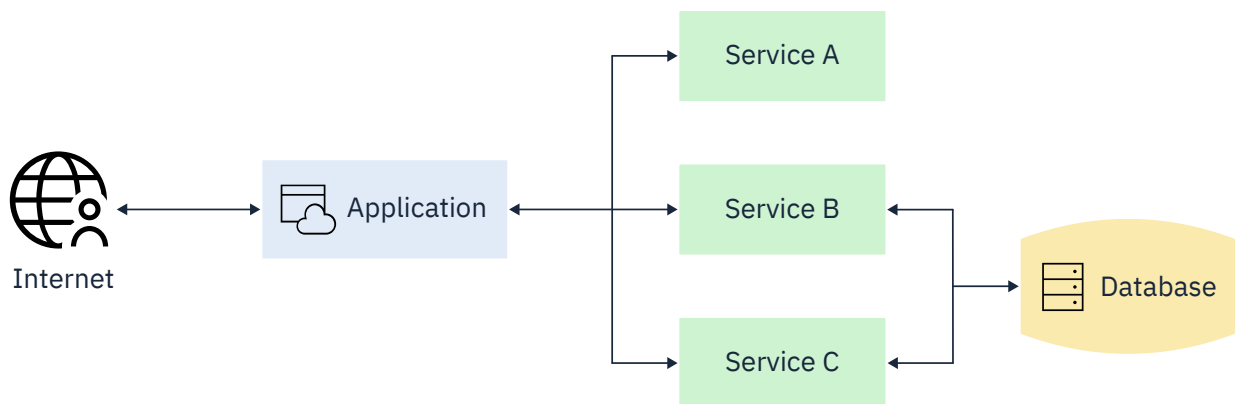 Service A
Application
Service B
Internet
Database
Service C